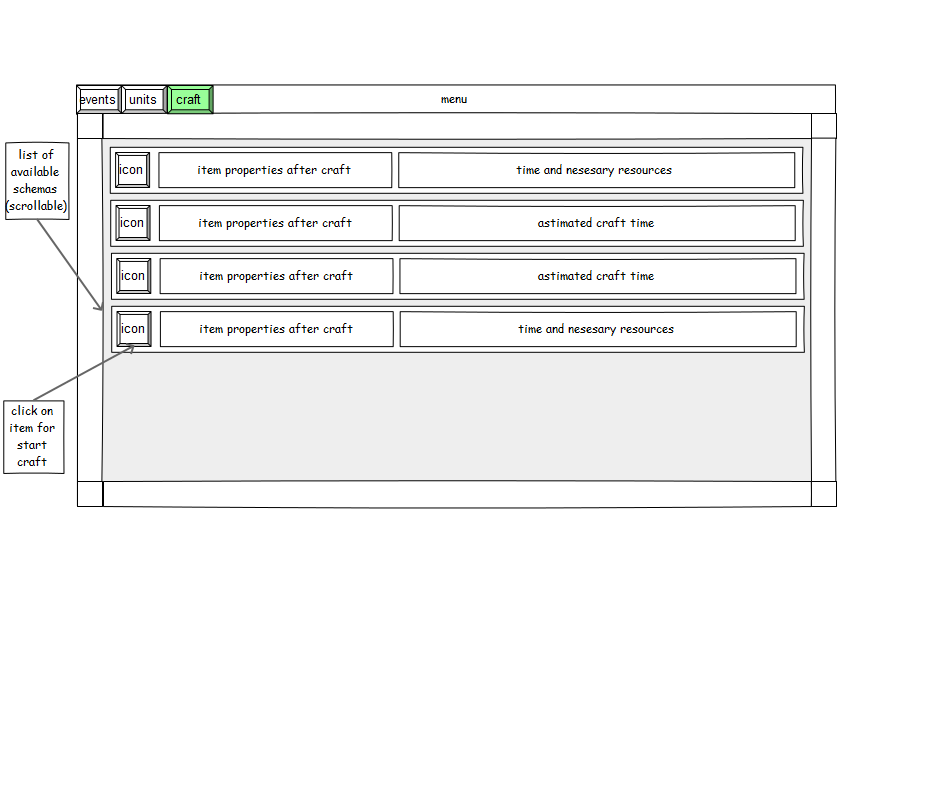 events units craft menu
list of
available
schemas
(scrollable)
icon item properties after craft time and nesesary resources
icon item properties after craft astimated craft time
icon item properties after craft astimated craft time
icon item properties after craft time and nesesary resources
click on
item for
start
craft